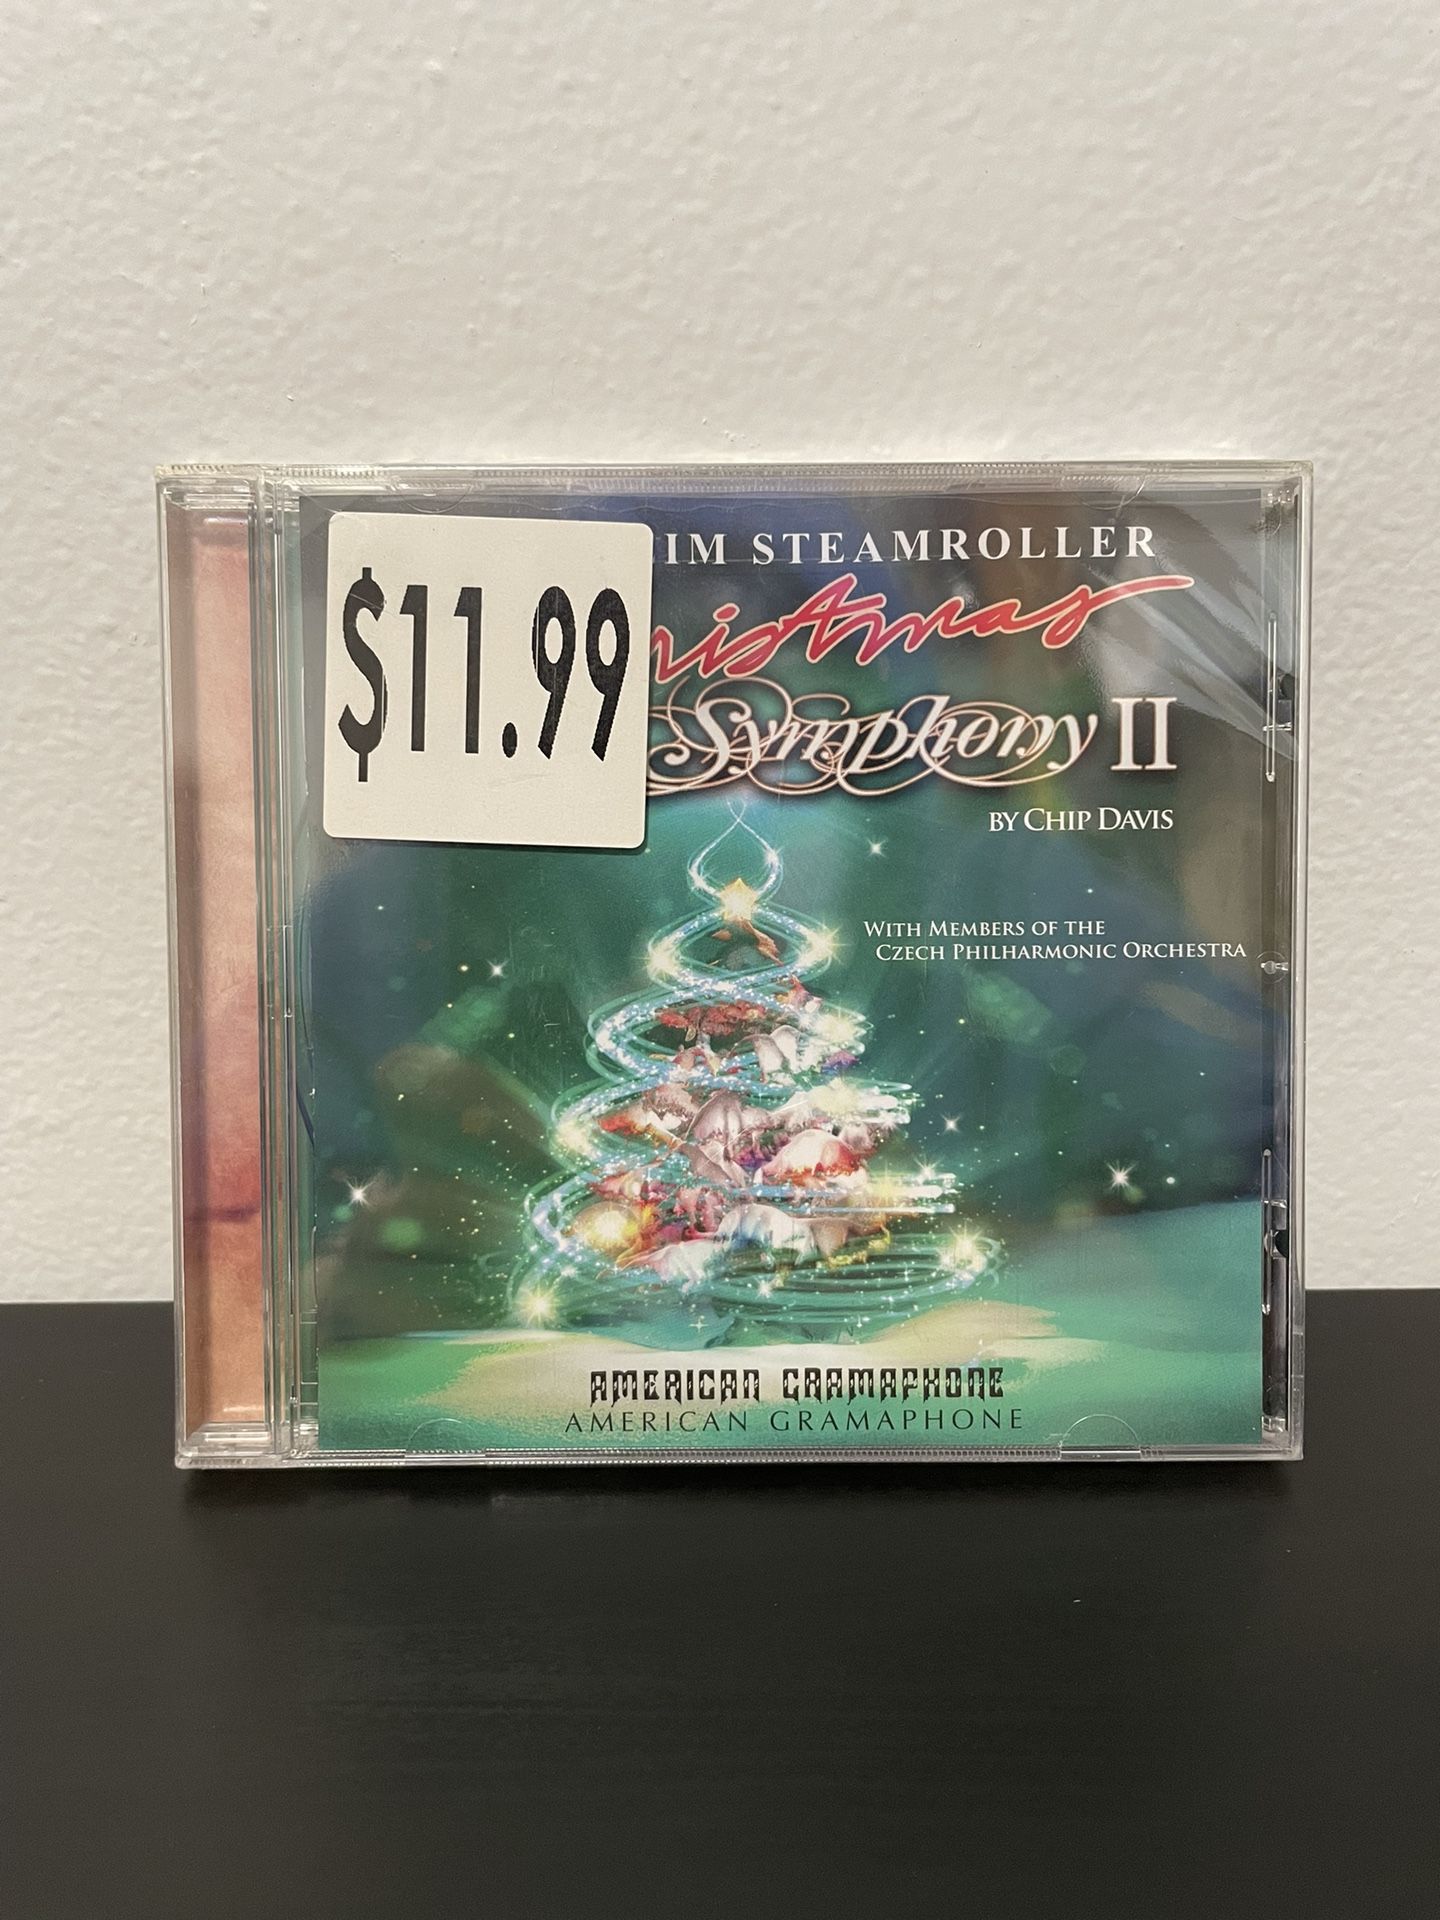 $11.99
IM STEAMROLLER
ristmas
Symphony II
BY CHIP DAVIS
WITH MEMBERS OF THE
CZECH PHILHARMONIC ORCHESTRA
AMERICAN GRAMAPHONE
AMERICAN GRAMAPHONE